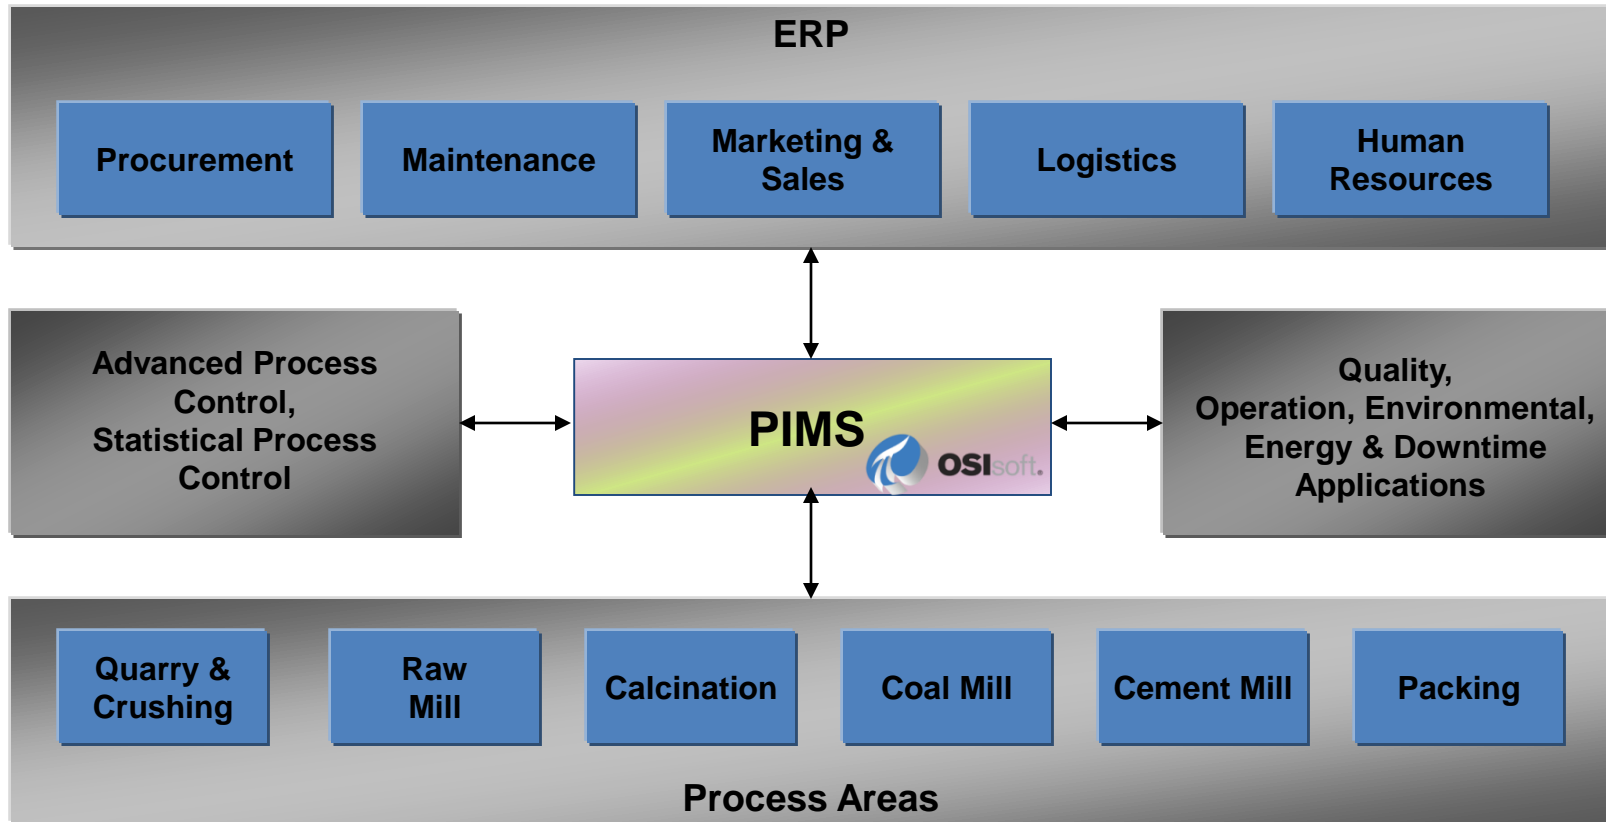 ERP
Procurement
Maintenance
Marketing &
Sales
Logistics
Human
Resources
Advanced Process
Control,
Statistical Process
Control
PIMS
OSIsoft.
Quality,
Operation, Environmental,
Energy & Downtime
Applications
Quarry &
Crushing
Raw
Mill
Calcination
Coal Mill
Cement Mill
Packing
Process Areas